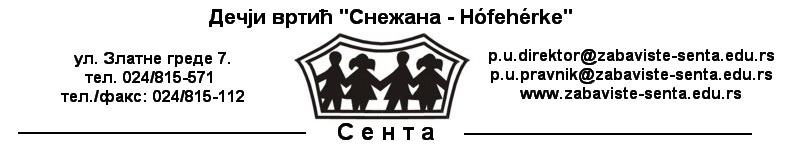 Дечји вртић "Снежана - Hófehérke"
ул. Златне греде 7.
тел. 024/815-571
тел./факс: 024/815-112
p.u.direktor@zabaviste-senta.edu.rs
p.u.pravnik@zabaviste-senta.edu.rs
www.zabaviste-senta.edu.rs
Сента